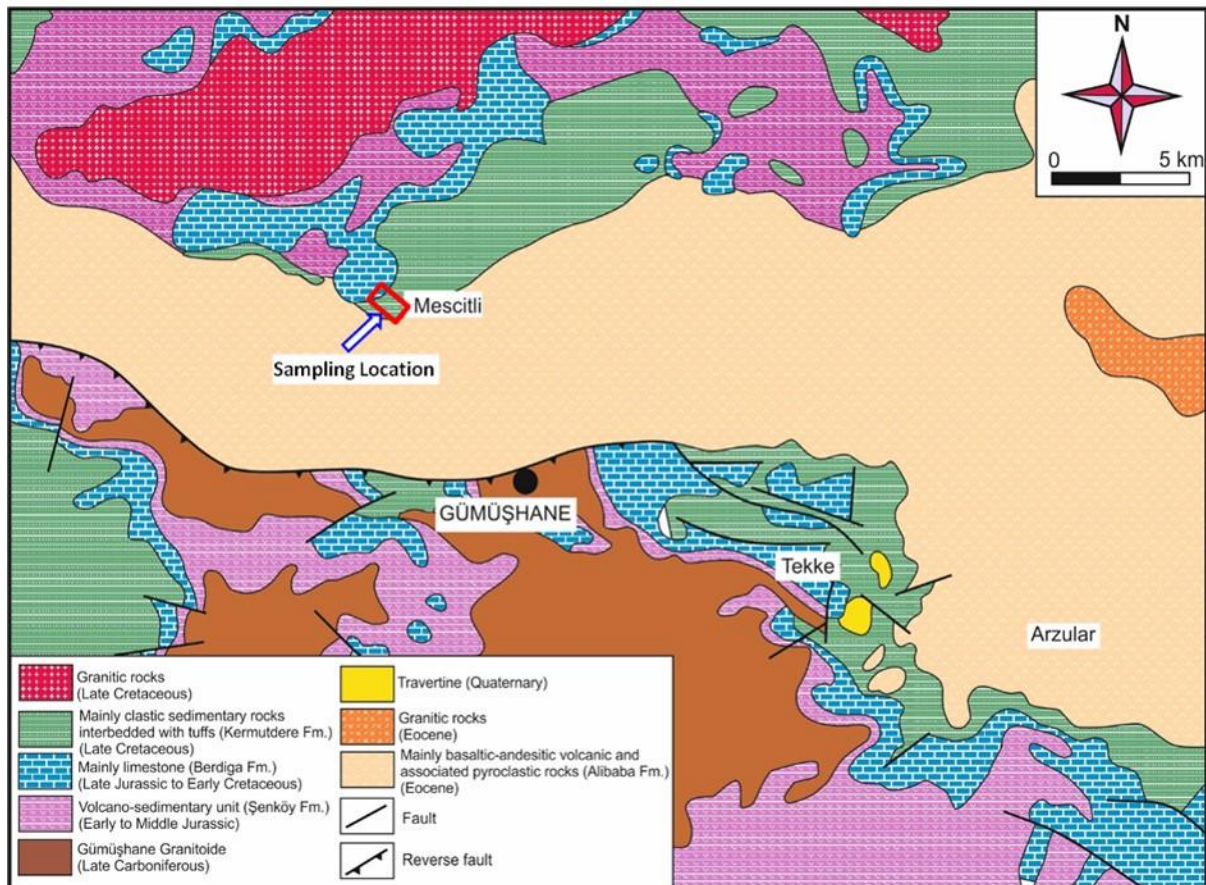 N
0 5 km
Mescitli
Sampling Location
GÜMÜŞHANE
Tekke
Arzular
Granitic rocks
(Late Cretaceous)
Mainly clastic sedimentary rocks
interbedded with tuffs (Kermutdere Fm.)
(Late Cretaceous)
Mainly limestone (Berdiga Fm.)
(Late Jurassic to Early Cretaceous)
Volcano-sedimentary unit (Şenköy Fm.)
(Early to Middle Jurassic)
Gümüşhane Granitoide
(Late Carboniferous)
Travertine (Quaternary)
Granitic rocks
(Eocene)
Mainly basaltic-andesitic volcanic and
associated pyroclastic rocks (Alibaba Fm.)
(Eocene)
Fault
Reverse fault